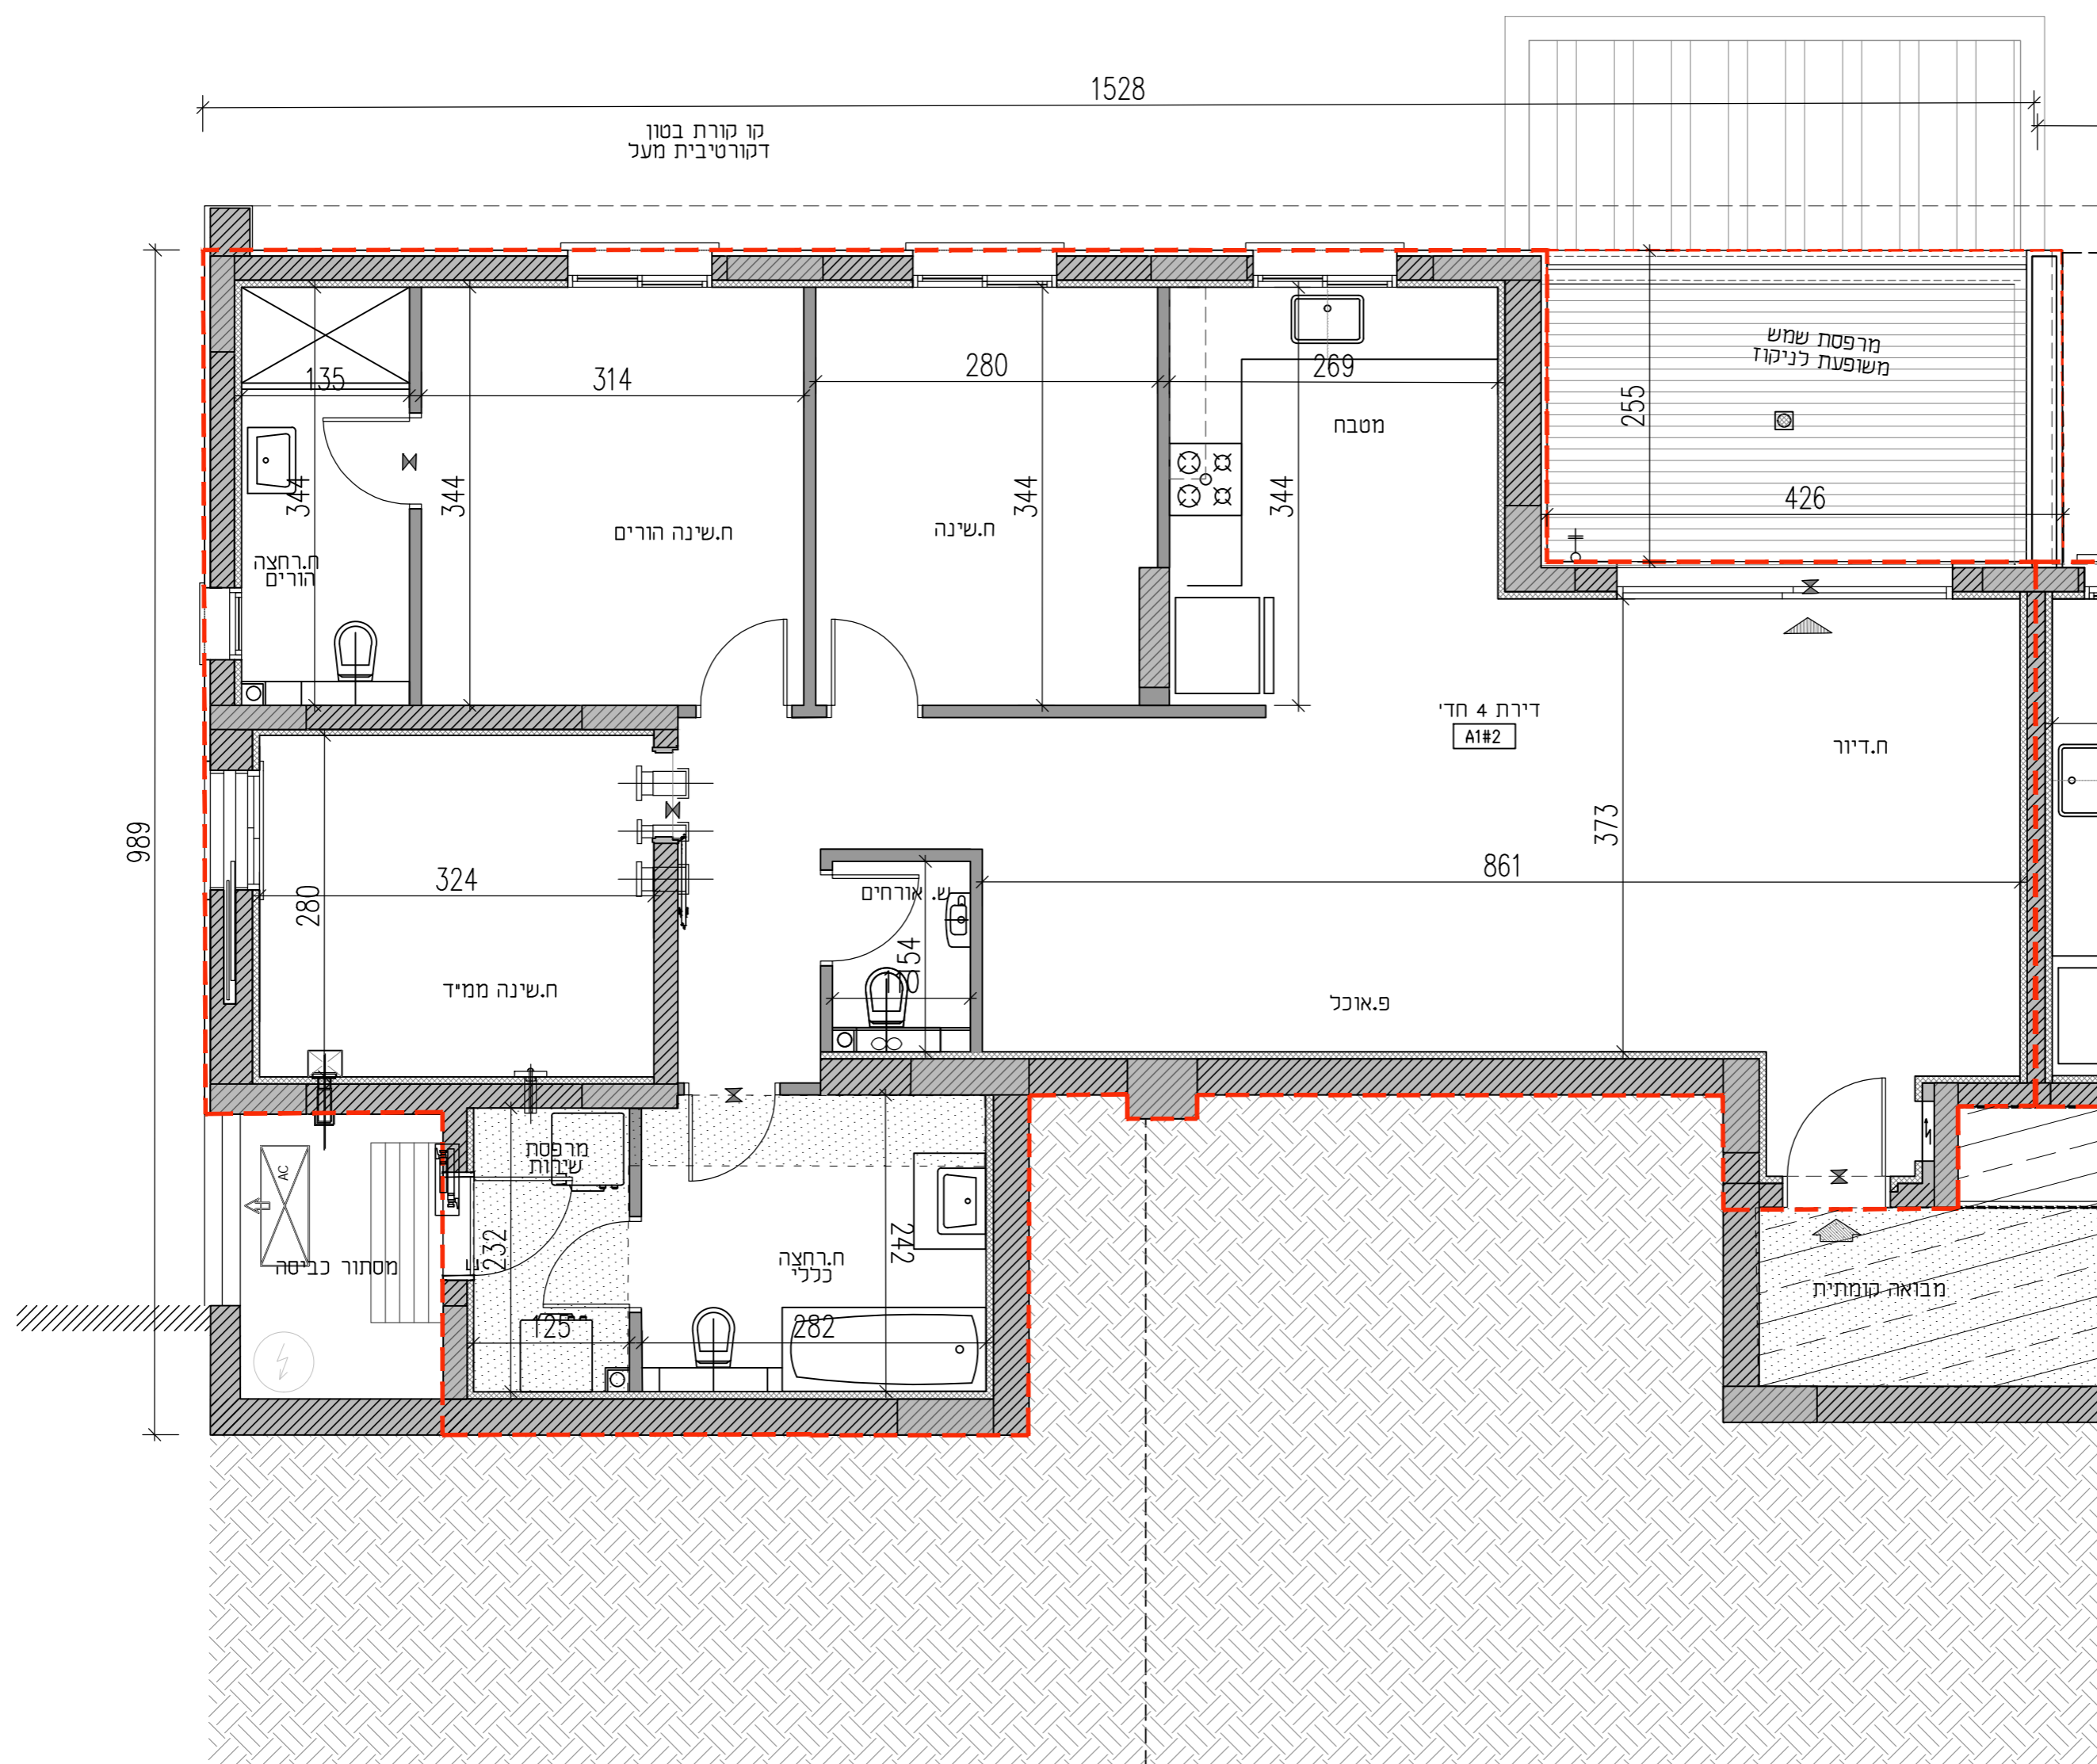 1528
קו קורת בטון
דקורטיבית מעל
מרפסת שמש
משופעת לניקוז
255
426
135
314
280
269
344
344
344
344
מטבח
ח.רחצה
הורים
ח.שינה הורים
ח.שינה
דירת 4 חד'
A1#2
ח.דיור
989
324
280
373
861
ש. אורחים
154
ח.שינה ממ"ד
פ.אוכל
מרפסת
שירות
AC
מסתור כביסה
232
242
ח.רחצה
כללי
125
282
מבואה קומתית